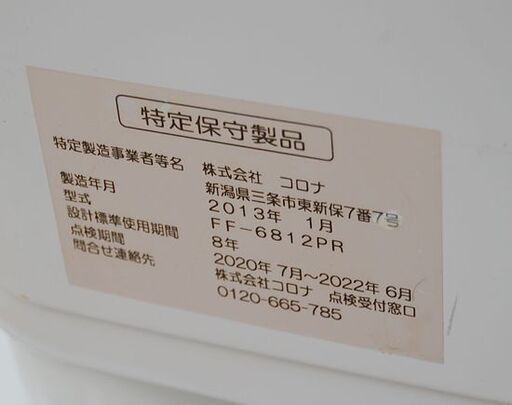 特定保守製品
特定製造事業者等名 株式会社 コロナ
新潟県三条市東新保7番7号
製造年月 2013年 1月
型式 FF-6812PR
設計標準使用期間 8年
点検期間 2020年 7月～2022年 6月
問合せ連絡先 株式会社コロナ 点検受付窓口
0120-665-785